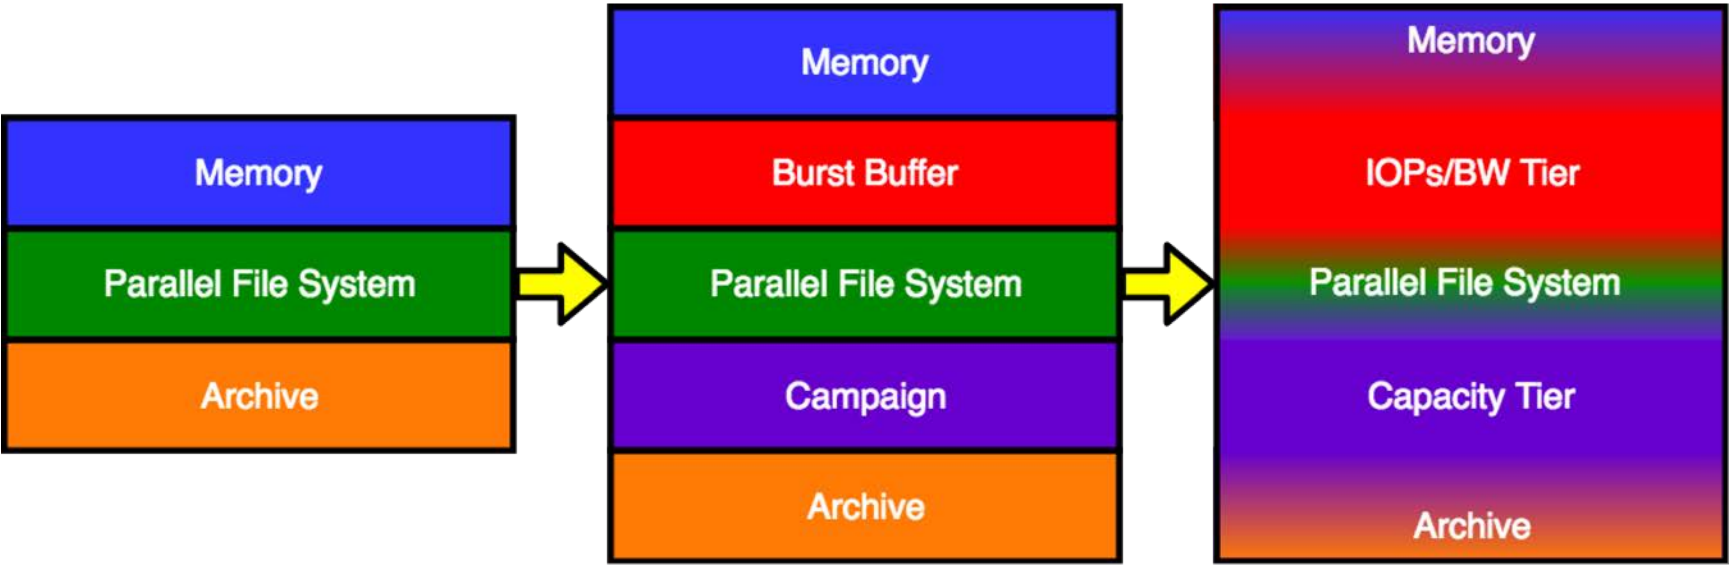 Memory
Parallel File System
Archive
Memory
Burst Buffer
Parallel File System
Campaign
Archive
Memory
IOPs/BW Tier
Parallel File System
Capacity Tier
Archive